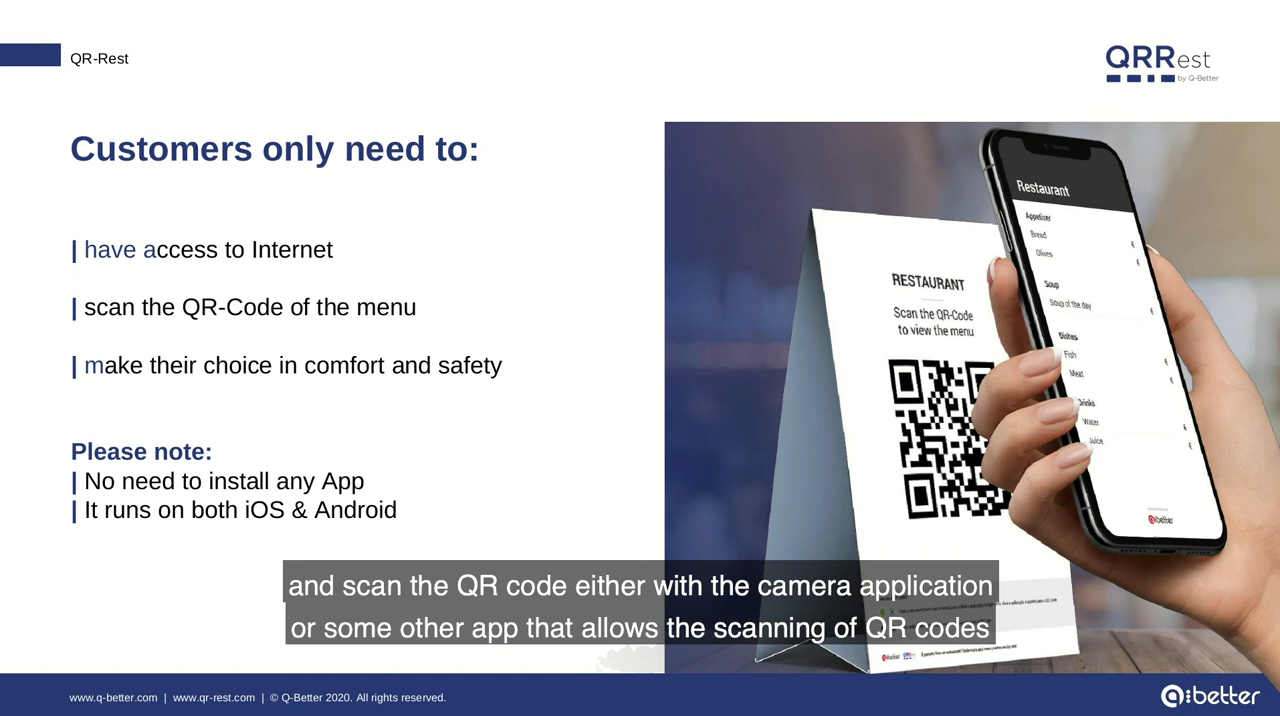 QR-Rest
QRRest
by Q-Better
Customers only need to:
| have access to Internet
| scan the QR-Code of the menu
| make their choice in comfort and safety
Please note:
| No need to install any App
| It runs on both iOS & Android
RESTAURANT
Scan the QR-Code
to view the menu
Restaurant
Appetizer
Bread €
Olives €
Soup
Soup of the day €
Dishes
Fish €
Meat €
Drinks
Water €
Juice €
and scan the QR code either with the camera application
or some other app that allows the scanning of QR codes
www.q-better.com | www.qr-rest.com | © Q-Better 2020. All rights reserved.